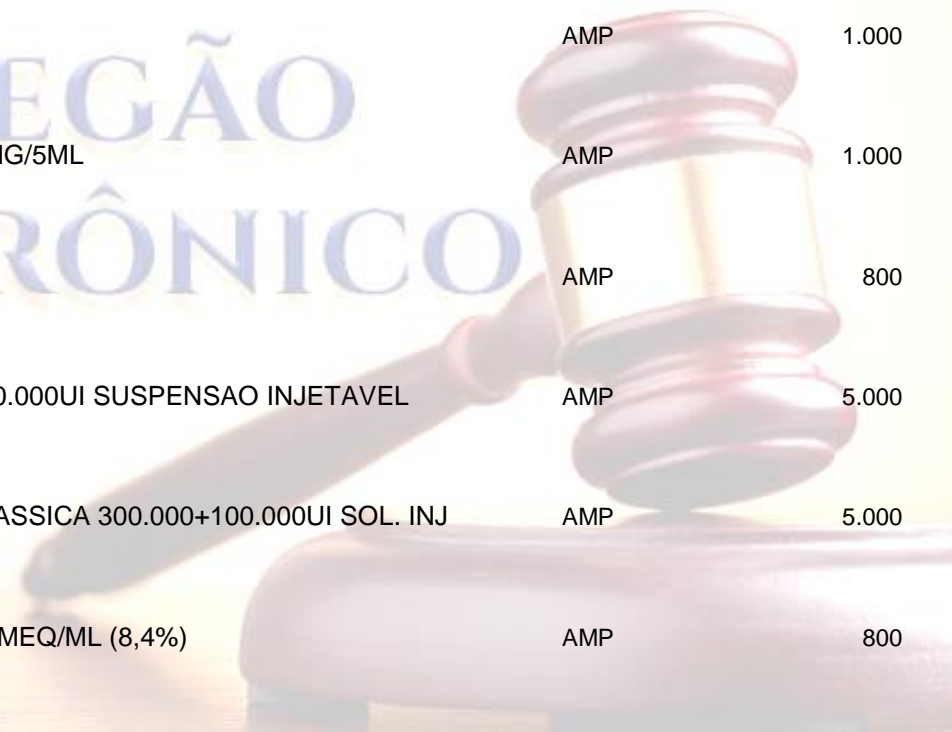 AMP 1.000
EGÃO
MG/5ML AMP 1.000
RÔNICO
AMP 800
0.000UI SUSPENSAO INJETAVEL AMP 5.000
ASSICA 300.000+100.000UI SOL. INJ AMP 5.000
MEQ/ML (8,4%) AMP 800